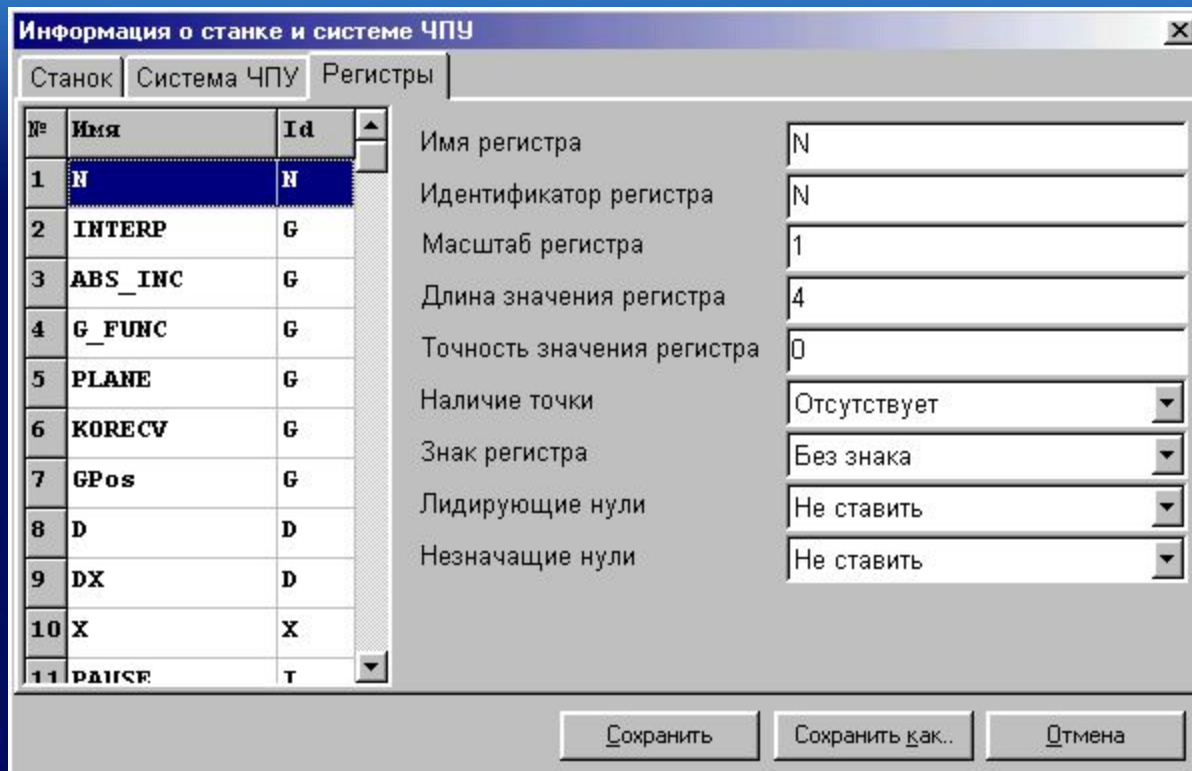 Информация о станке и системе ЧПУ
Станок Система ЧПУ Регистры
№ Имя Id
1 N N
2 INTERP G
3 ABS_INC G
4 G_FUNC G
5 PLANE G
6 KORECV G
7 GPos G
8 D D
9 DX D
10 X X
11 PAUSE
Имя регистра N
Идентификатор регистра N
Масштаб регистра 1
Длина значения регистра 4
Точность значения регистра 0
Наличие точки Отсутствует
Знак регистра Без знака
Лидирующие нули Не ставить
Незначащие нули Не ставить
Сохранить Сохранить как.. Отмена